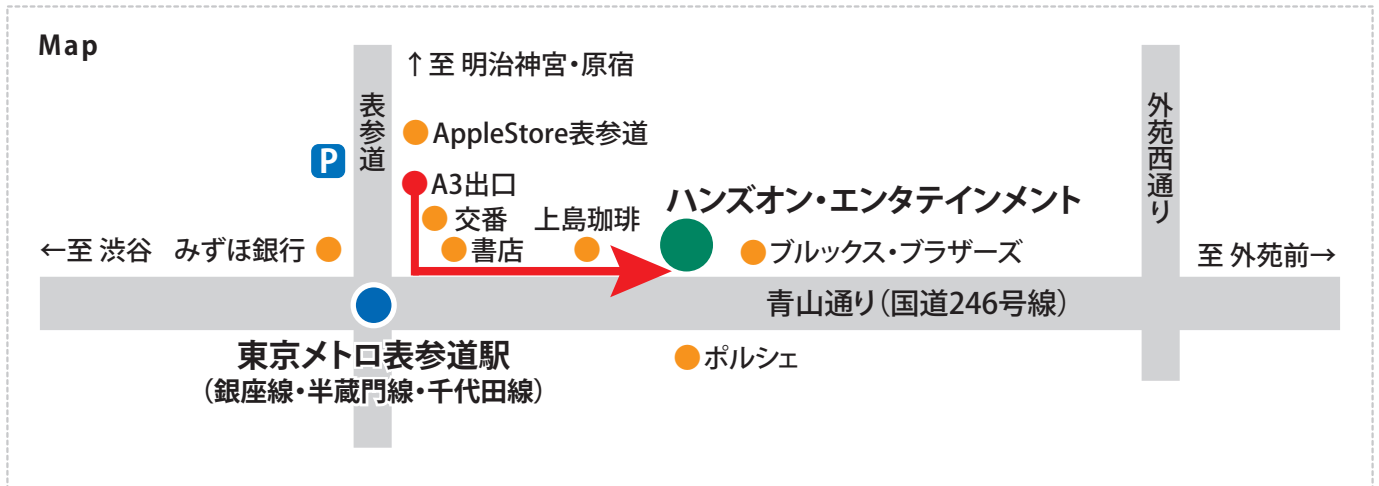 Map
↑至 明治神宮・原宿
表参道
外苑西通り
AppleStore表参道
P
A3出口
ハンズオン・エンタテインメント
交番
上島珈琲
←至 渋谷
みずほ銀行
書店
ブルックス・ブラザーズ
至 外苑前→
青山通り（国道246号線）
東京メトロ表参道駅
（銀座線・半蔵門線・千代田線）
ポルシェ